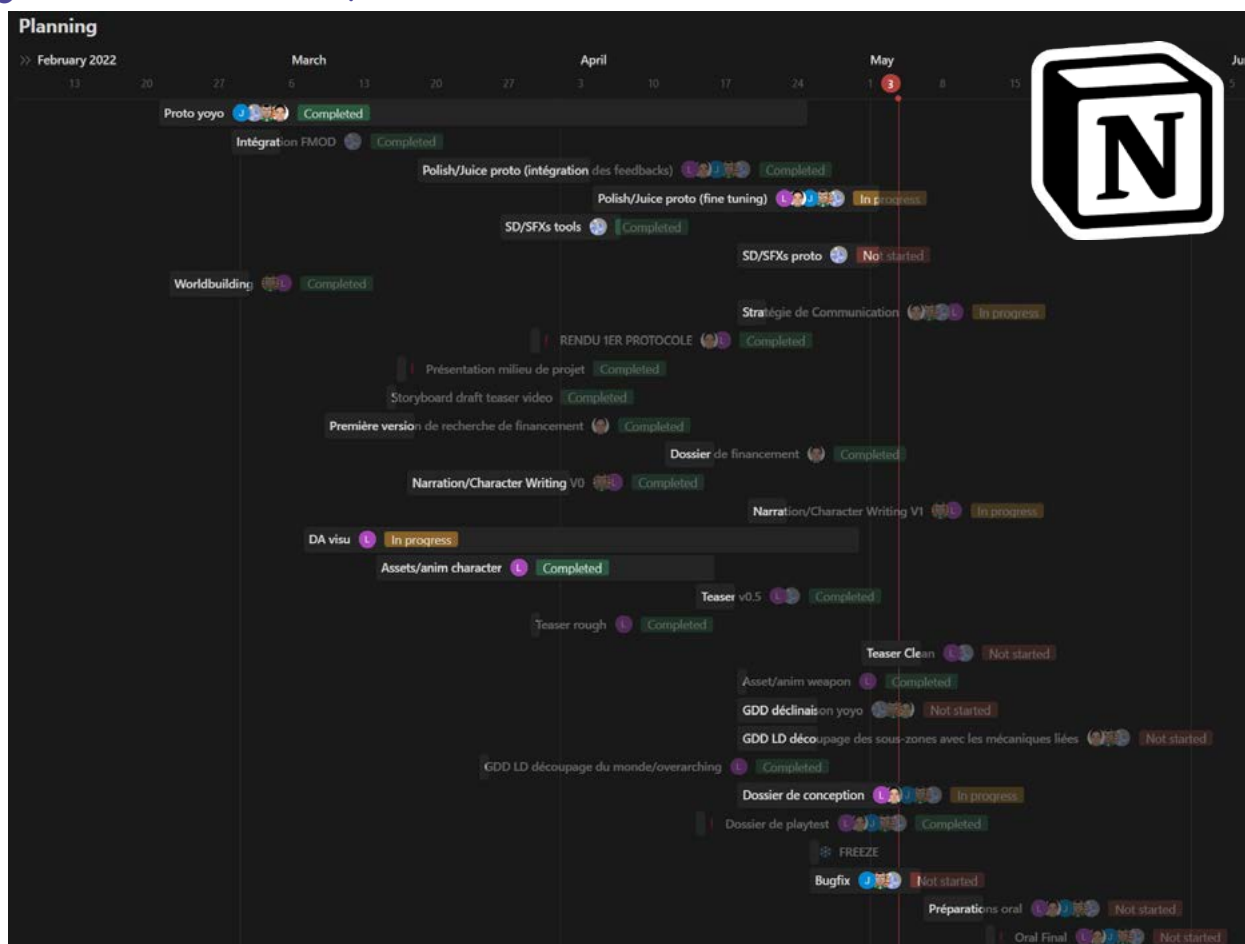 Planning
February 2022 March April May Ju
13 20 27 6 13 20 27 3 10 17 24 1 3 8 15 5
Proto yoyo J Completed
Intégration FMOD Completed
Polish/Juice proto (intégration des feedbacks) L J Completed
Polish/Juice proto (fine tuning) L J In progress
SD/SFXs tools Completed
SD/SFXs proto Not started
Worldbuilding L Completed
Stratégie de Communication L In progress
! RENDU 1ER PROTOCOLE L Completed
! Présentation milieu de projet Completed
Storyboard draft teaser video Completed
Première version de recherche de financement Completed
Dossier de financement Completed
Narration/Character Writing V0 L Completed
Narration/Character Writing V1 L In progress
DA visu L In progress
Assets/anim character L Completed
Teaser v0.5 L Completed
Teaser rough L Completed
Teaser Clean L Not started
Asset/anim weapon L Completed
GDD déclinaison yoyo Not started
GDD LD découpage des sous-zones avec les mécaniques liées Not started
GDD LD découpage du monde/overarching L Completed
Dossier de conception L J In progress
! Dossier de playtest L J Completed
FREEZE
Bugfix J Not started
Préparations oral L J Not started
! Oral Final L J Not started
N